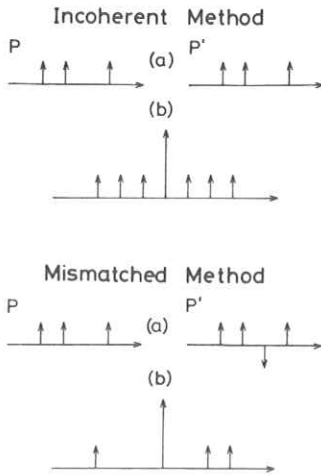 Incoherent Method
P (a) P'
(b)
Mismatched Method
P (a) P'
(b)